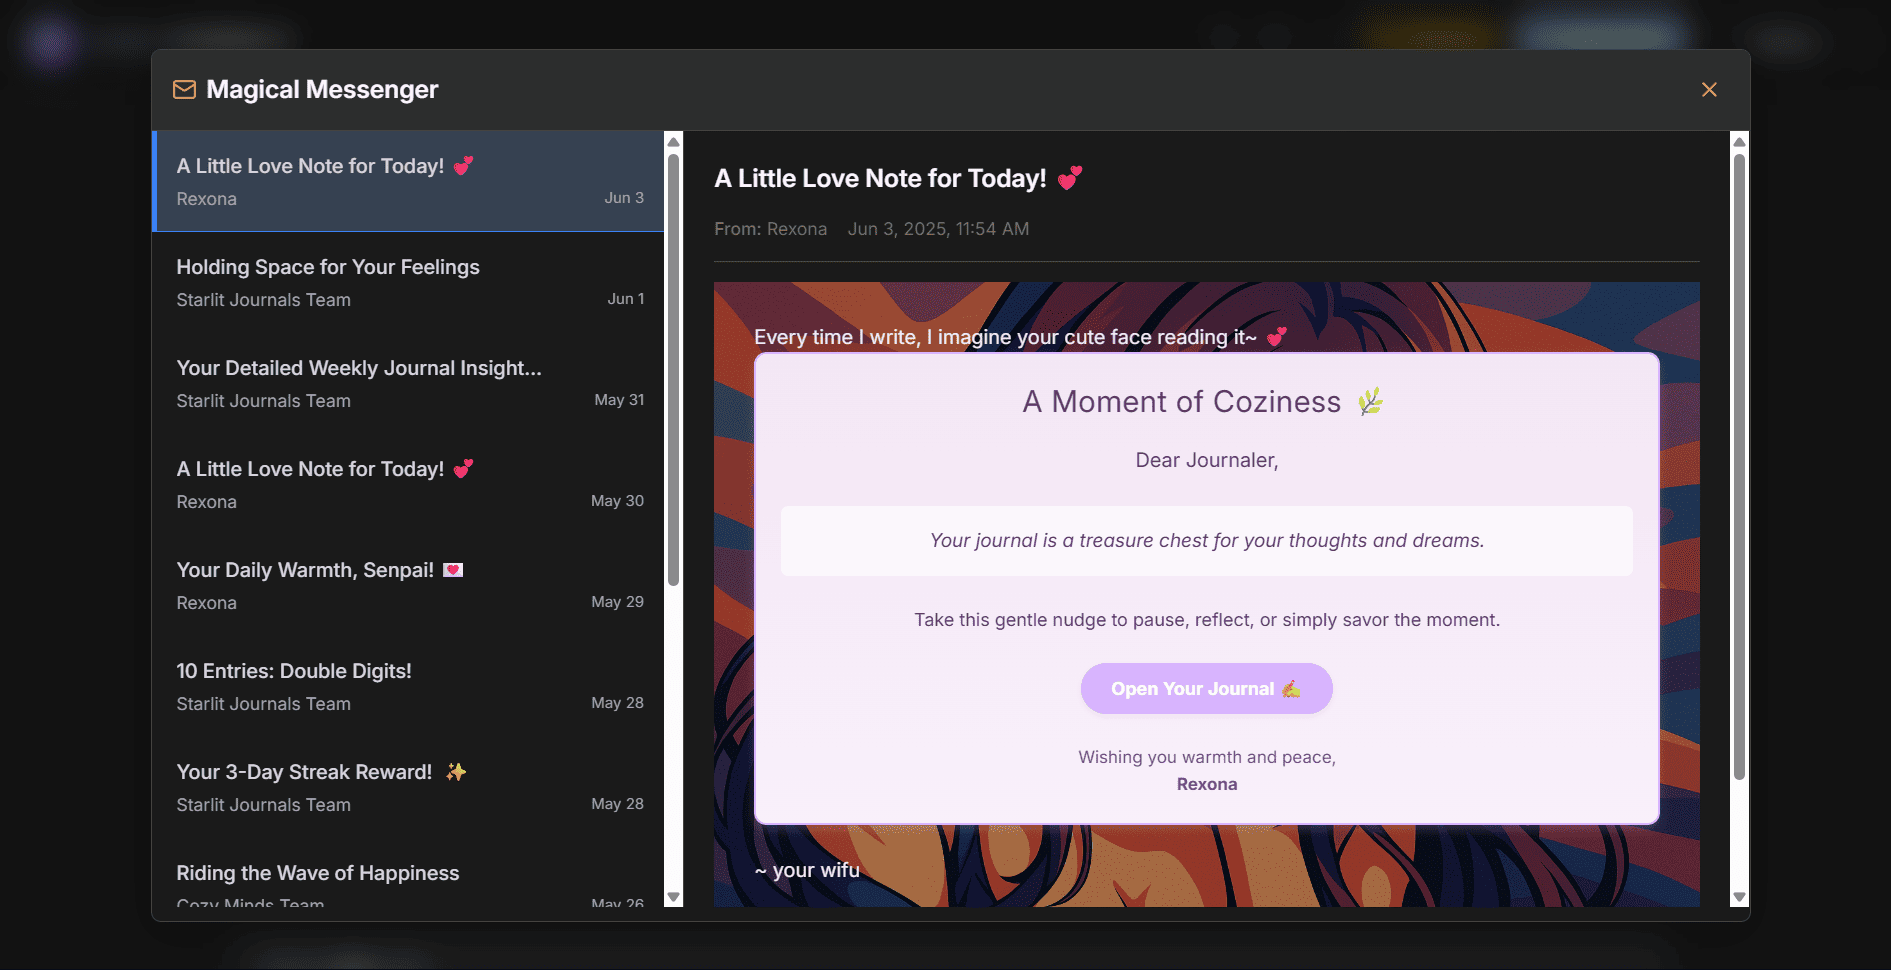 Magical Messenger
A Little Love Note for Today! 💕
Rexona
Jun 3
Holding Space for Your Feelings
Starlit Journals Team
Jun 1
Your Detailed Weekly Journal Insight...
Starlit Journals Team
May 31
A Little Love Note for Today! 💕
Rexona
May 30
Your Daily Warmth, Senpai! 💌
Rexona
May 29
10 Entries: Double Digits!
Starlit Journals Team
May 28
Your 3-Day Streak Reward! ✨
Starlit Journals Team
May 28
Riding the Wave of Happiness
Cozy Minds Team
May 26
A Little Love Note for Today! 💕
From: Rexona Jun 3, 2025, 11:54 AM
Every time I write, I imagine your cute face reading it~ 💕
A Moment of Coziness 🌿
Dear Journaler,
Your journal is a treasure chest for your thoughts and dreams.
Take this gentle nudge to pause, reflect, or simply savor the moment.
Open Your Journal ✍️
Wishing you warmth and peace,
Rexona
~ your wifu